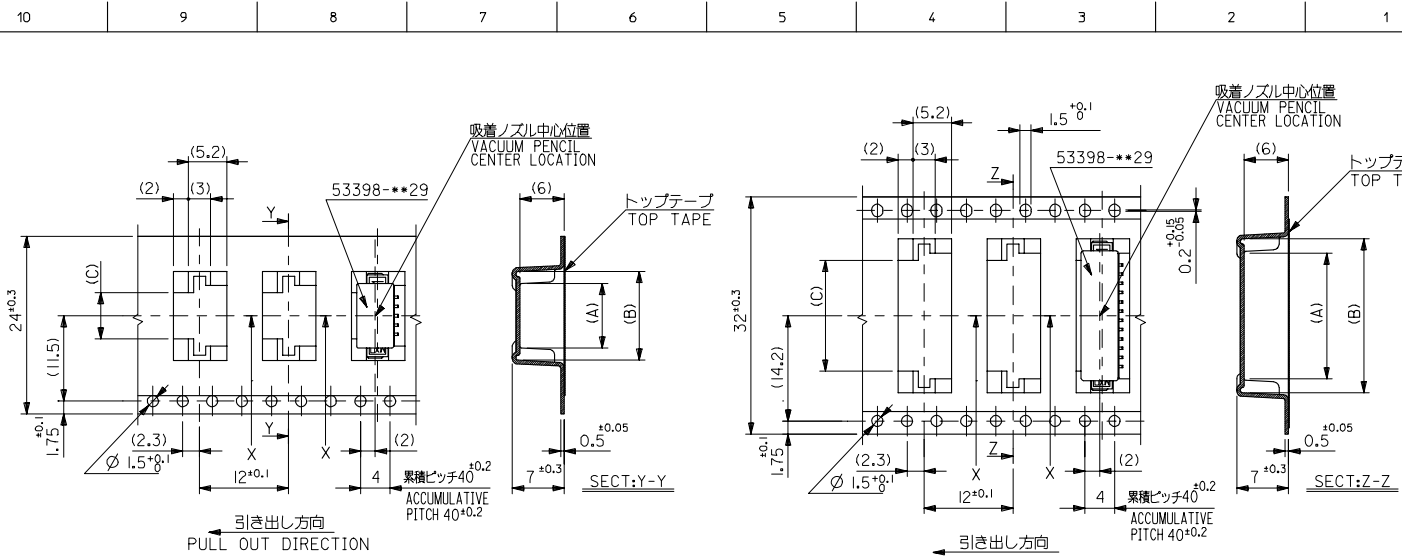 10 9 8 7 6 5 4 3 2 1
吸着ノズル中心位置
VACUUM PENCIL
CENTER LOCATION
(5.2)
(2)
(3)
53398-**29
Y
(6)
トップテープ
TOP TAPE
24±0.3
(C)
(11.5)
(A)
(B)
1.75±0.1
(2.3)
Y
X
X
(2)
0.5±0.05
Ø 1.5+0.1 0
12±0.1
4
累積ピッチ40±0.2
ACCUMULATIVE
PITCH 40±0.2
7±0.3
SECT:Y-Y
引き出し方向
PULL OUT DIRECTION
吸着ノズル中心位置
VACUUM PENCIL
CENTER LOCATION
(5.2)
1.5+0.1 0
(2)
(3)
53398-**29
Z
(6)
トップテ
TOP T
0.2+0.15 -0.05
32±0.3
(C)
(14.2)
(A)
(B)
1.75±0.1
(2.3)
Z
X
X
(2)
0.5±0.05
Ø 1.5+0.1 0
12±0.1
4
累積ピッチ40±0.2
ACCUMULATIVE
PITCH 40±0.2
7±0.3
SECT:Z-Z
引き出し方向